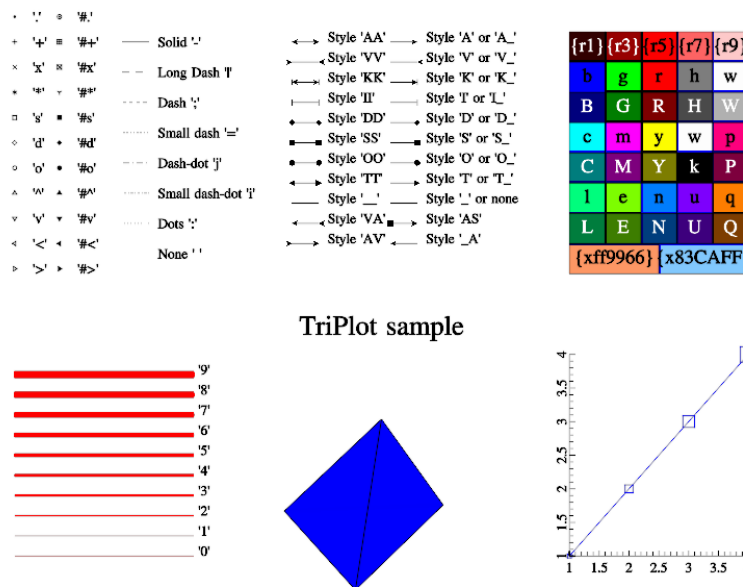 '.' '#.'
'+' '#+'
'x' '#x'
'*' '#*'
's' '#s'
'd' '#d'
'o' '#o'
'^' '#^'
'v' '#v'
'<' '#<'
'>' '#>'
Solid '-'
Long Dash '|'
Dash ';'
Small dash '='
Dash-dot 'j'
Small dash-dot 'i'
Dots ':'
None ' '
Style 'AA' Style 'A' or 'A_'
Style 'VV' Style 'V' or 'V_'
Style 'KK' Style 'K' or 'K_'
Style 'II' Style 'I' or 'I_'
Style 'DD' Style 'D' or 'D_'
Style 'SS' Style 'S' or 'S_'
Style 'OO' Style 'O' or 'O_'
Style 'TT' Style 'T' or 'T_'
Style '__' Style '_' or none
Style 'VA' Style 'AS'
Style 'AV' Style '_A'
{r1} {r3} {r5} {r7} {r9}
b g r h w
B G R H W
c m y w p
C M Y k P
l e n u q
L E N U Q
{xff9966} {x83CAFF
TriPlot sample
'9'
'8'
'7'
'6'
'5'
'4'
'3'
'2'
'1'
'0'
4
3.5
3
2.5
2
1.5
1
1 1.5 2 2.5 3 3.5